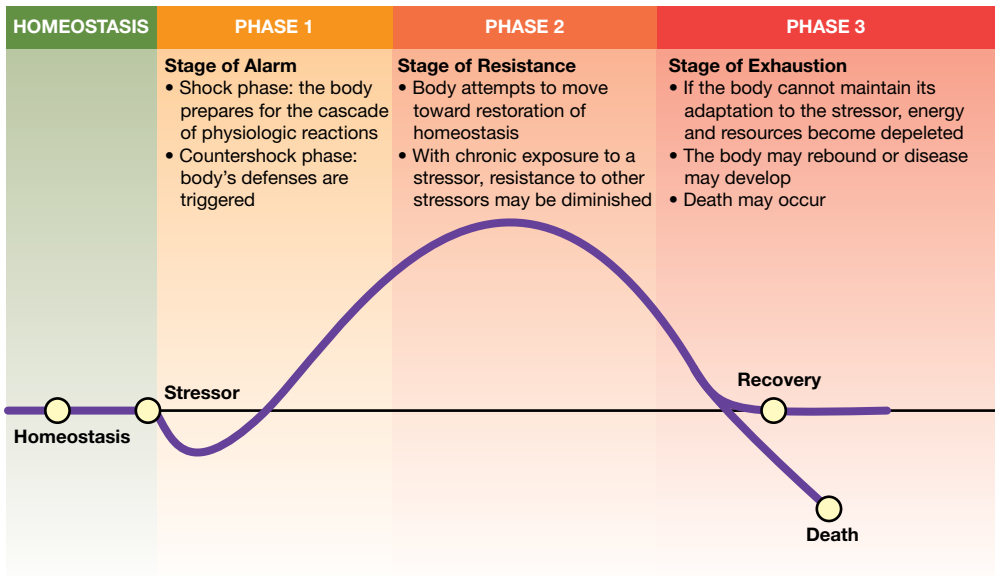 HOMEOSTASIS
PHASE 1
PHASE 2
PHASE 3
Stage of Alarm
• Shock phase: the body
prepares for the cascade
of physiologic reactions
• Countershock phase:
body's defenses are
triggered
Stage of Resistance
• Body attempts to move
toward restoration of
homeostasis
• With chronic exposure to a
stressor, resistance to other
stressors may be diminished
Stage of Exhaustion
• If the body cannot maintain its
adaptation to the stressor, energy
and resources become depeleted
• The body may rebound or disease
may develop
• Death may occur
Stressor
Homeostasis
Recovery
Death